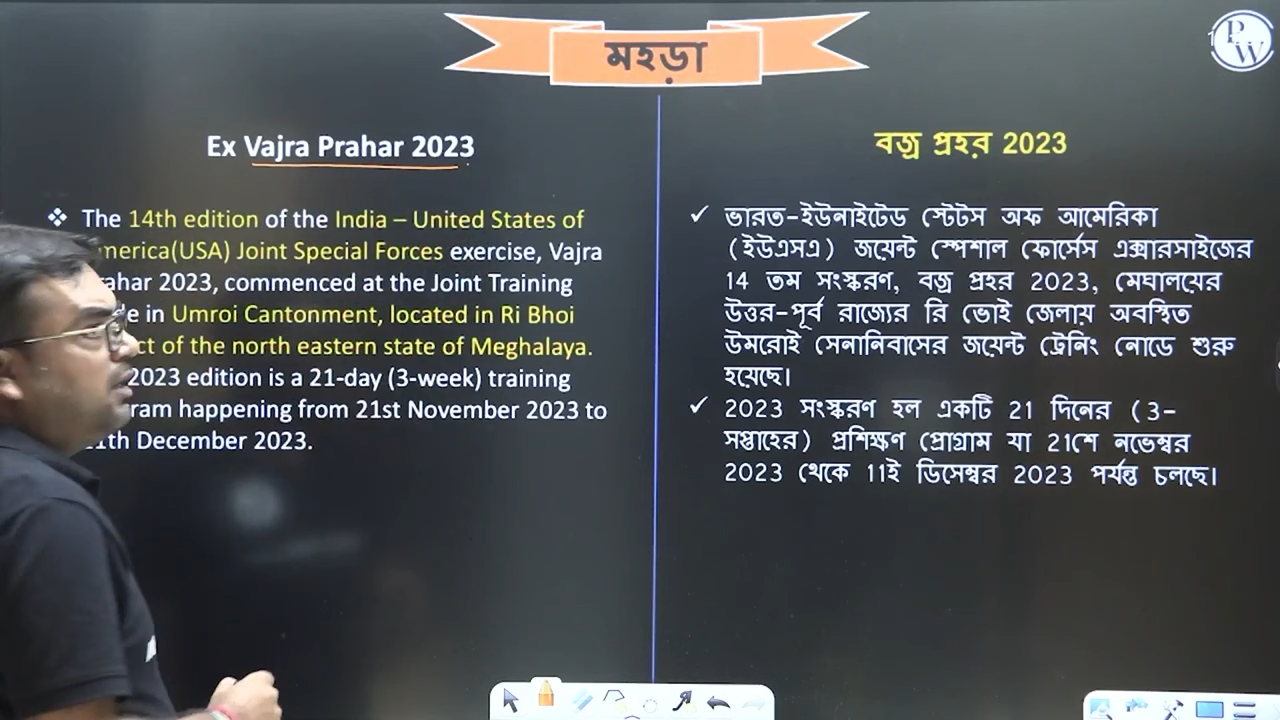 মহড়া
PW
Ex Vajra Prahar 2023
The 14th edition of the India – United States of
merica(USA) Joint Special Forces exercise, Vajra
ahar 2023, commenced at the Joint Training
e in Umroi Cantonment, located in Ri Bhoi
ct of the north eastern state of Meghalaya.
2023 edition is a 21-day (3-week) training
ram happening from 21st November 2023 to
1th December 2023.
বজ্র প্রহর 2023
ভারত-ইউনাইটেড স্টেটস অফ আমেরিকা
(ইউএসএ) জয়েন্ট স্পেশাল ফোর্সেস এক্সারসাইজের
14 তম সংস্করণ, বজ্র প্রহর 2023, মেঘালয়ের
উত্তর-পূর্ব রাজ্যের রি ভোই জেলায় অবস্থিত
উমরোই সেনানিবাসের জয়েন্ট ট্রেনিং নোডে শুরু
হয়েছে।
2023 সংস্করণ হল একটি 21 দিনের (3-
সপ্তাহের) প্রশিক্ষণ প্রোগ্রাম যা 21শে নভেম্বর
2023 থেকে 11ই ডিসেম্বর 2023 পর্যন্ত চলছে।